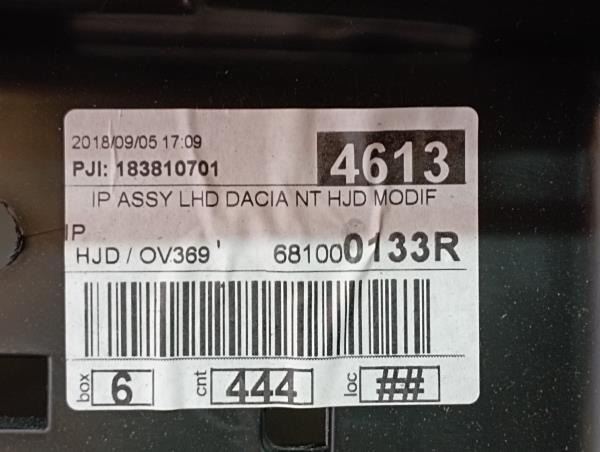 2018/09/05 17:09
4613
PJI: 183810701
IP ASSY LHD DACIA NT HJD MODIF
IP
HJD / OV369 ' 681000133R
box 6 cnt 444 loc ##